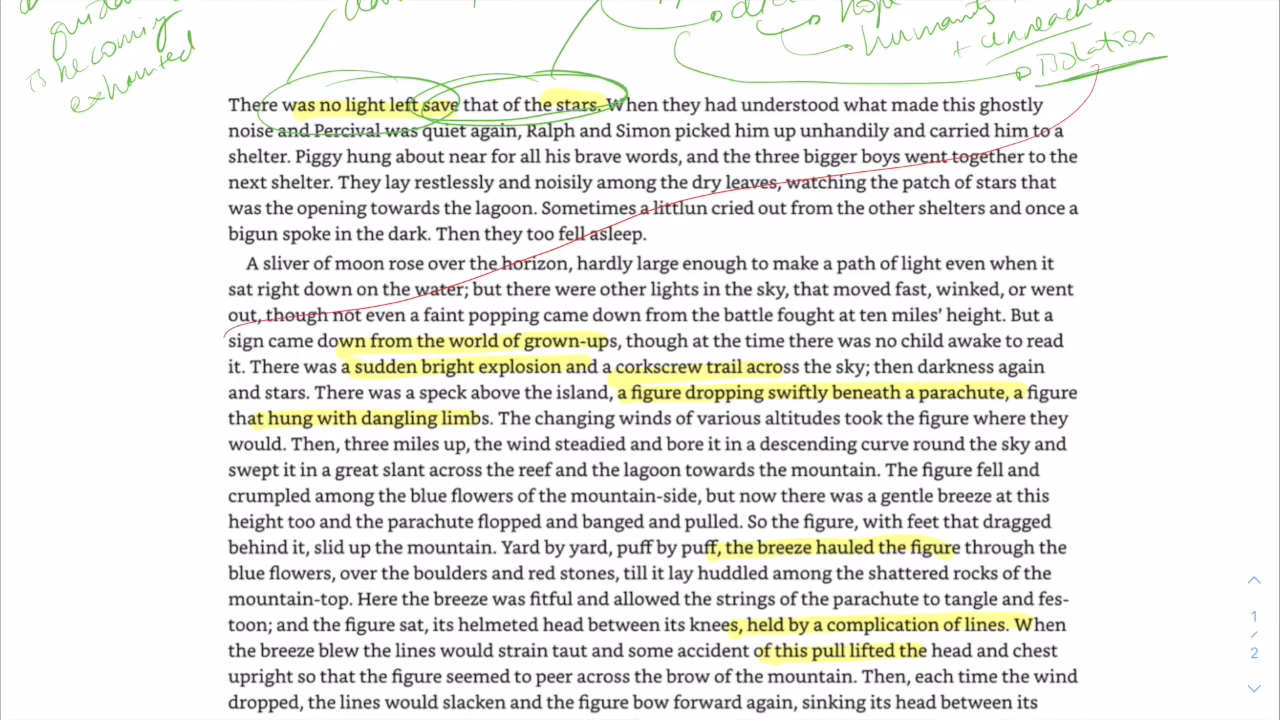 guidance
is becoming
exhausted
hope
humanity
+ unreachable
isolation
There was no light left save that of the stars. When they had understood what made this ghostly
noise and Percival was quiet again, Ralph and Simon picked him up unhandily and carried him to a
shelter. Piggy hung about near for all his brave words, and the three bigger boys went together to the
next shelter. They lay restlessly and noisily among the dry leaves, watching the patch of stars that
was the opening towards the lagoon. Sometimes a littlun cried out from the other shelters and once a
bigun spoke in the dark. Then they too fell asleep.
A sliver of moon rose over the horizon, hardly large enough to make a path of light even when it
sat right down on the water; but there were other lights in the sky, that moved fast, winked, or went
out, though not even a faint popping came down from the battle fought at ten miles' height. But a
sign came down from the world of grown-ups, though at the time there was no child awake to read
it. There was a sudden bright explosion and a corkscrew trail across the sky; then darkness again
and stars. There was a speck above the island, a figure dropping swiftly beneath a parachute, a figure
that hung with dangling limbs. The changing winds of various altitudes took the figure where they
would. Then, three miles up, the wind steadied and bore it in a descending curve round the sky and
swept it in a great slant across the reef and the lagoon towards the mountain. The figure fell and
crumpled among the blue flowers of the mountain-side, but now there was a gentle breeze at this
height too and the parachute flopped and banged and pulled. So the figure, with feet that dragged
behind it, slid up the mountain. Yard by yard, puff by puff, the breeze hauled the figure through the
blue flowers, over the boulders and red stones, till it lay huddled among the shattered rocks of the
mountain-top. Here the breeze was fitful and allowed the strings of the parachute to tangle and fes-
toon; and the figure sat, its helmeted head between its knees, held by a complication of lines. When
the breeze blew the lines would strain taut and some accident of this pull lifted the head and chest
upright so that the figure seemed to peer across the brow of the mountain. Then, each time the wind
dropped, the lines would slacken and the figure bow forward again, sinking its head between its
1
/
2